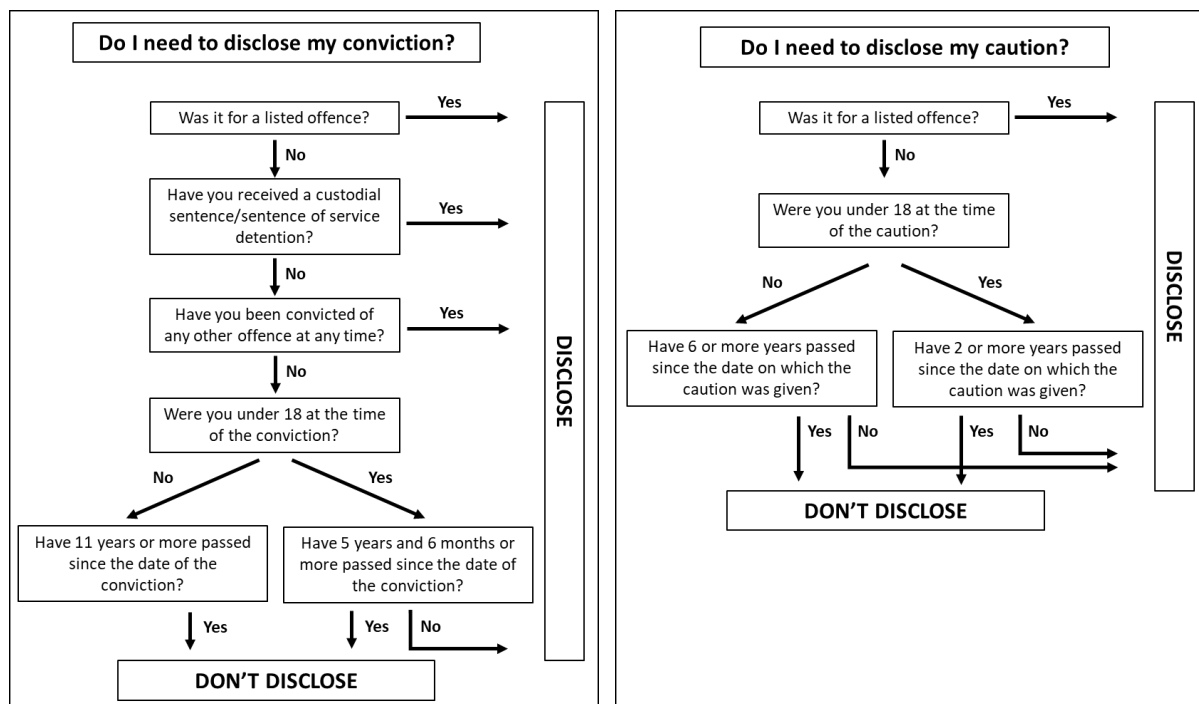 Do I need to disclose my conviction?
Was it for a listed offence?
Yes
No
Have you received a custodial
sentence/sentence of service
detention?
Yes
No
Have you been convicted of
any other offence at any time?
Yes
No
Were you under 18 at the time
of the conviction?
No
Yes
Have 11 years or more passed
since the date of the
conviction?
Have 5 years and 6 months or
more passed since the date of
the conviction?
Yes
Yes
No
DON'T DISCLOSE
DISCLOSE
Do I need to disclose my caution?
Was it for a listed offence?
Yes
No
Were you under 18 at the time
of the caution?
No
Yes
Have 6 or more years passed
since the date on which the
caution was given?
Have 2 or more years passed
since the date on which the
caution was given?
Yes
No
Yes
No
DON'T DISCLOSE
DISCLOSE